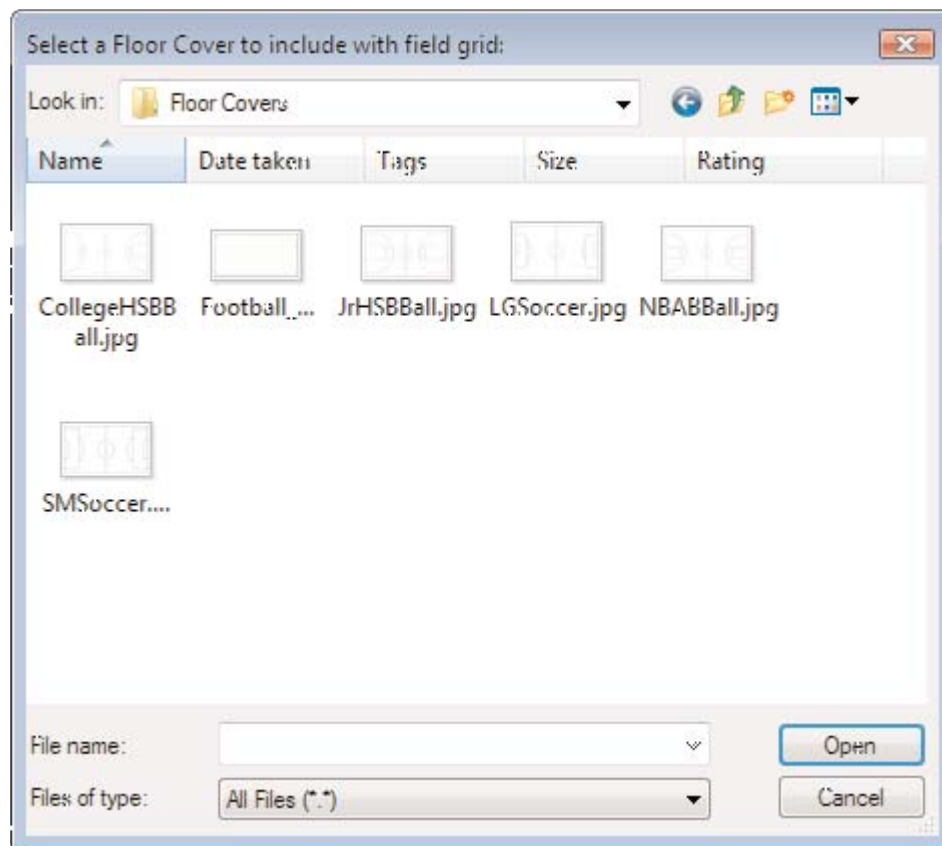 Select a Floor Cover to include with field grid:
Look in: Floor Covers
Name Date taken Tags Size Rating
CollegeHSBB
all.jpg
Football_... JrHSBBall.jpg LGSoccer.jpg NBABBall.jpg
SMSoccer....
File name: Open
Files of type: All Files (*.*) Cancel